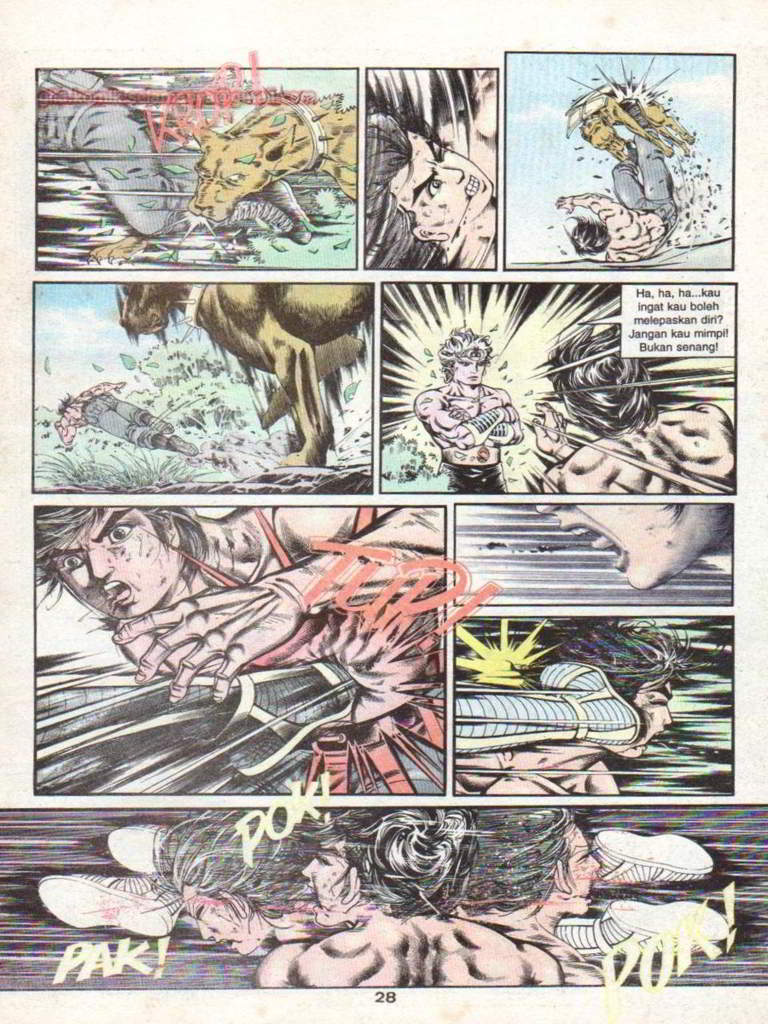 Ha, ha, ha...kau
ingat kau boleh
melepaskan diri?
Jangan kau mimpi!
Bukan senang!
TUP!
POK!
PAK!
POK!
28